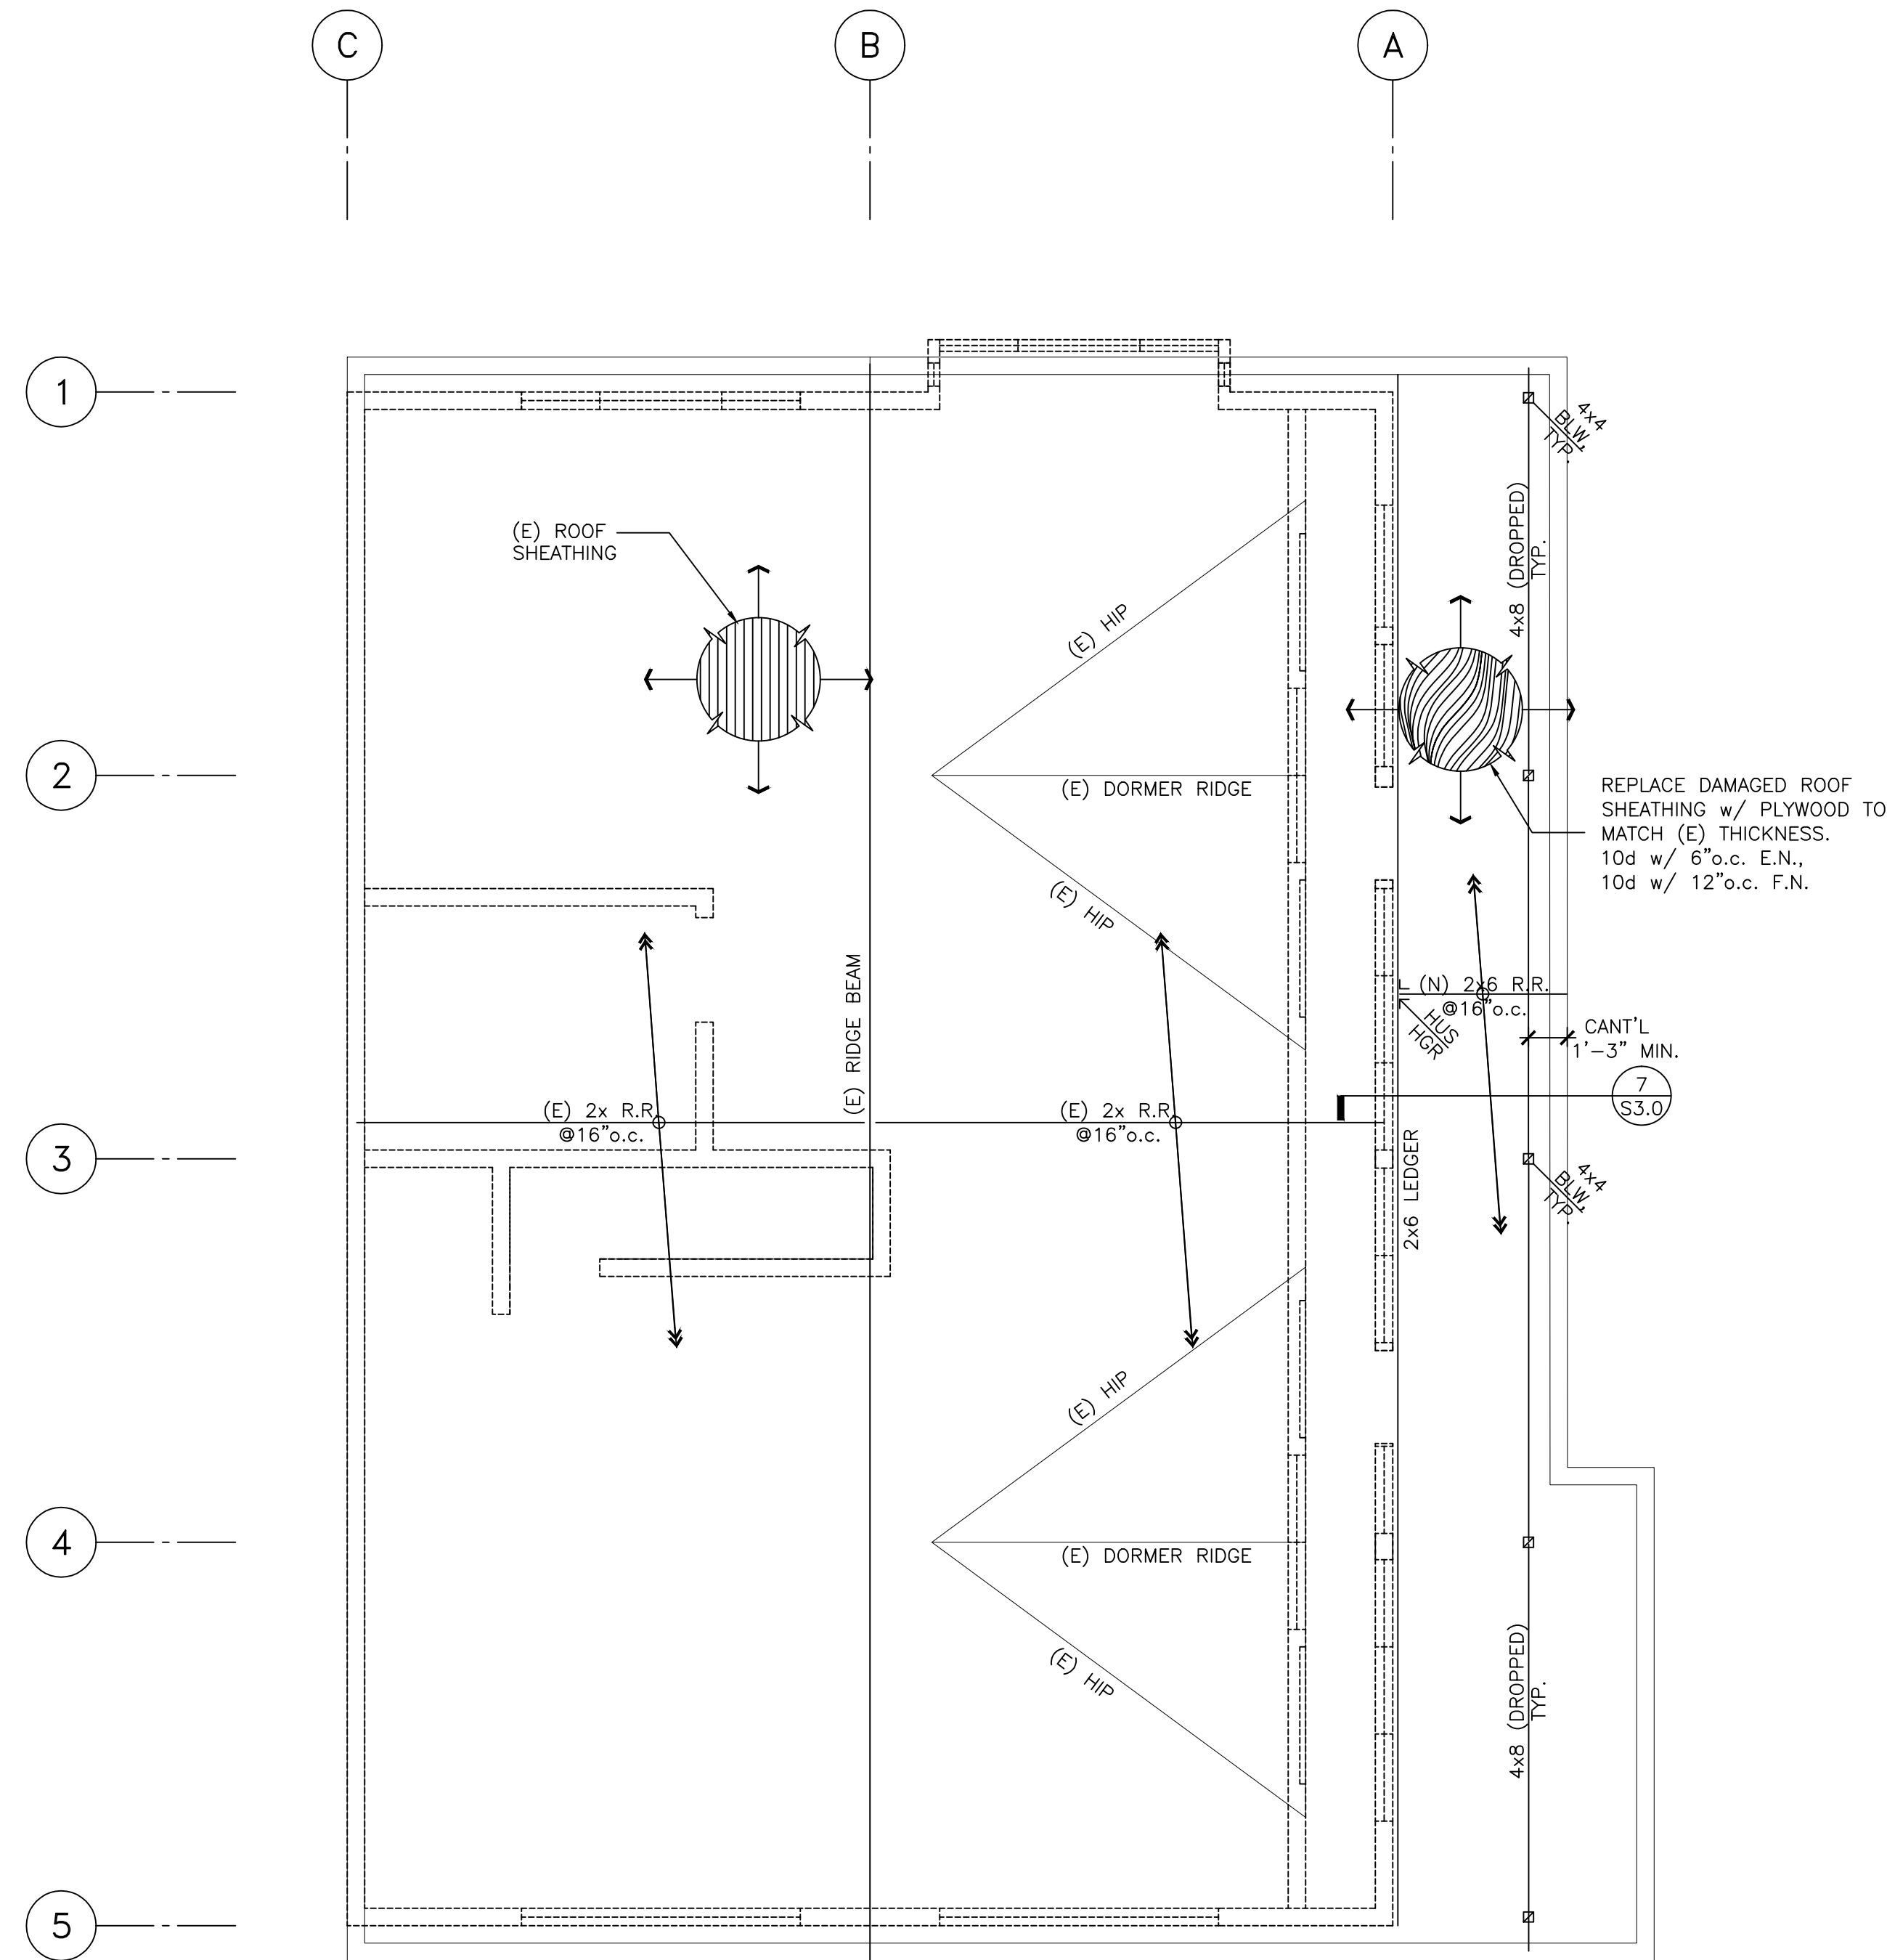 C
B
A
1
4x4
BLW.
TYP.
4x8 (DROPPED)
TYP.
(E) ROOF
SHEATHING
(E) HIP
2
(E) DORMER RIDGE
REPLACE DAMAGED ROOF
SHEATHING w/ PLYWOOD TO
MATCH (E) THICKNESS.
10d w/ 6"o.c. E.N.,
10d w/ 12"o.c. F.N.
(E) HIP
(E) RIDGE BEAM
(N) 2x6 R.R.
@16"o.c.
HUS
HGR
CANT'L
1'-3" MIN.
7
S3.0
(E) 2x R.R.
@16"o.c.
(E) 2x R.R.
@16"o.c.
3
2x6 LEDGER
4x4
BLW.
TYP.
(E) HIP
4
(E) DORMER RIDGE
(E) HIP
4x8 (DROPPED)
TYP.
5